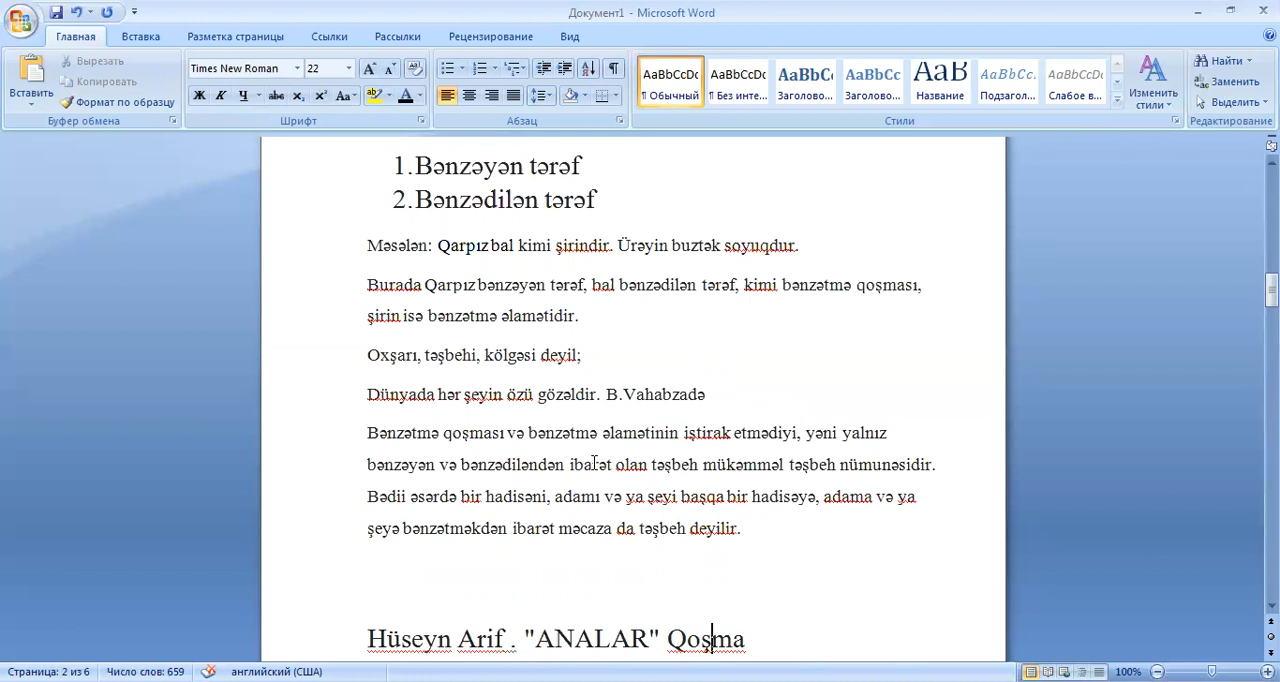 Документ1 - Microsoft Word
Главная Вставка Разметка страницы Ссылки Рассылки Рецензирование Вид
Вставить
Вырезать
Копировать
Формат по образцу
Буфер обмена
Times New Roman 22
Ж К Ч abc x₂ x² Aa ab A
Шрифт
Абзац
AaBbCcDc AaBbCcDc AaBbC AaBbCc AaB AaBbCc. AaBbCcDc
¶ Обычный ¶ Без инте... Заголово... Заголово... Название Подзагол... Слабое в...
Изменить стили
Стили
Найти
Заменить
Выделить
Редактирование
1. Bənzəyən tərəf
2. Bənzədilən tərəf
Məsələn: Qarpız bal kimi şirindir. Ürəyin buztək soyuqdur.
Burada Qarpız bənzəyən tərəf, bal bənzədilən tərəf, kimi bənzətmə qoşması,
şirin isə bənzətmə əlamətidir.
Oxşarı, təşbehi, kölgəsi deyil;
Dünyada hər şeyin özü gözəldir. B.Vahabzadə
Bənzətmə qoşması və bənzətmə əlamətinin iştirak etmədiyi, yəni yalnız
bənzəyən və bənzədiləndən ibarət olan təşbeh mükəmməl təşbeh nümunəsidir.
Bədii əsərdə bir hadisəni, adamı və ya şeyi başqa bir hadisəyə, adama və ya
şeyə bənzətməkdən ibarət məcaza da təşbeh deyilir.
Hüseyn Arif . "ANALAR" Qoşma
Страница: 2 из 6 Число слов: 659 английский (США) 100%